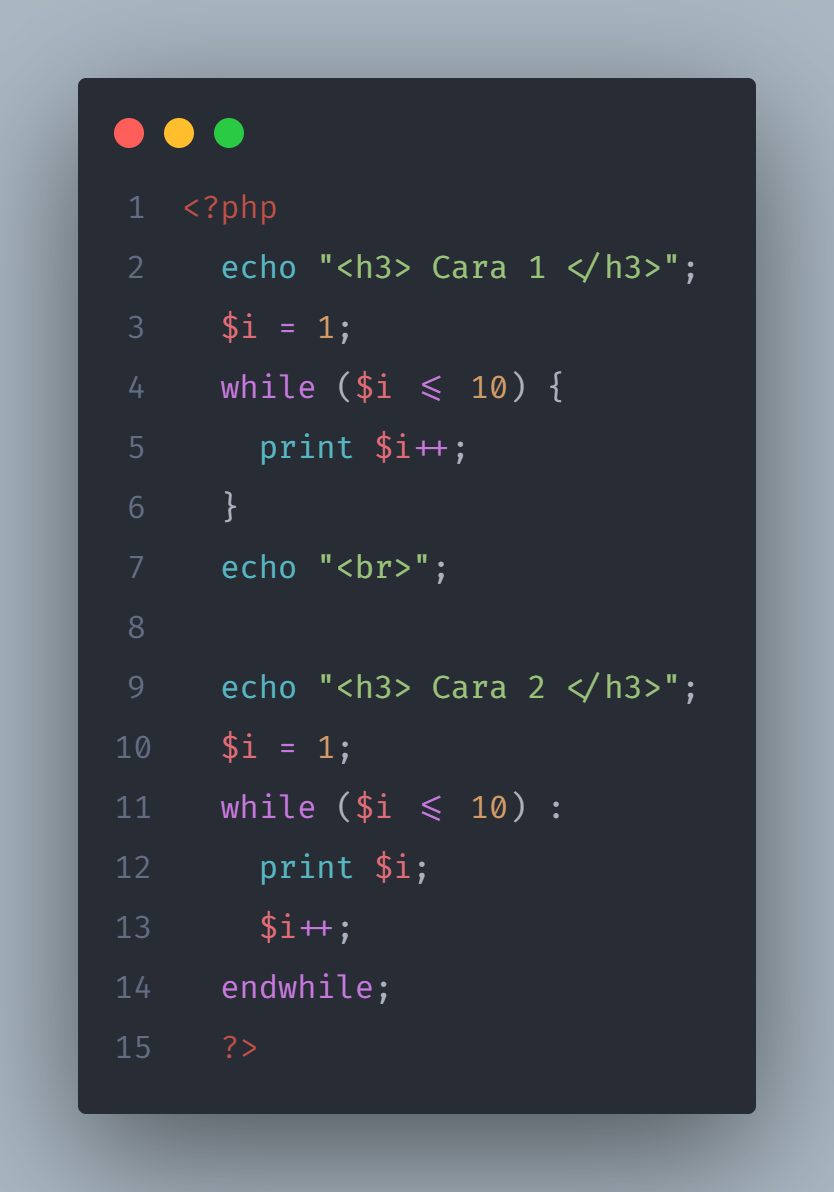 1 <?php
2 echo "<h3> Cara 1 </h3>";
3 $i = 1;
4 while ($i <= 10) {
5 print $i++;
6 }
7 echo "<br>";
8
9 echo "<h3> Cara 2 </h3>";
10 $i = 1;
11 while ($i <= 10) :
12 print $i;
13 $i++;
14 endwhile;
15 ?>